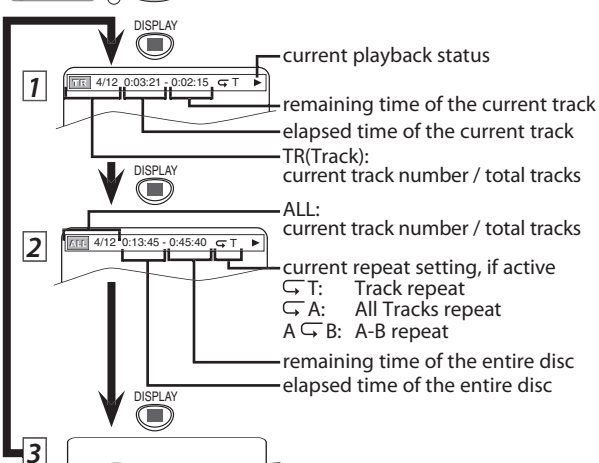 DISPLAY
1
TR 4/12 0:03:21 - 0:02:15 T
current playback status
remaining time of the current track
elapsed time of the current track
TR(Track):
current track number / total tracks
DISPLAY
ALL:
current track number / total tracks
2
ALL 4/12 0:13:45 - 0:45:40 T
current repeat setting, if active
T: Track repeat
A: All Tracks repeat
A B: A-B repeat
remaining time of the entire disc
elapsed time of the entire disc
DISPLAY
3